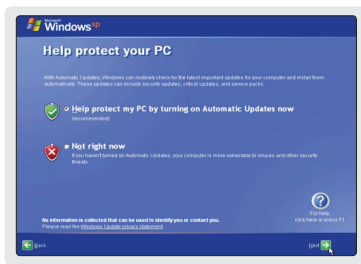 Microsoft
Windows xp
Help protect your PC
With Automatic Updates, Windows can routinely check for the latest important updates for your computer and install them
automatically. These updates can include security updates, critical updates, and service packs.
Help protect my PC by turning on Automatic Updates now
(recommended)
Not right now
If you haven't turned on Automatic Updates, your computer is more vulnerable to viruses and other security
threats.
For help,
click here or press F1.
No information is collected that can be used to identify you or contact you.
Please read the Windows Update privacy statement
Back
Next